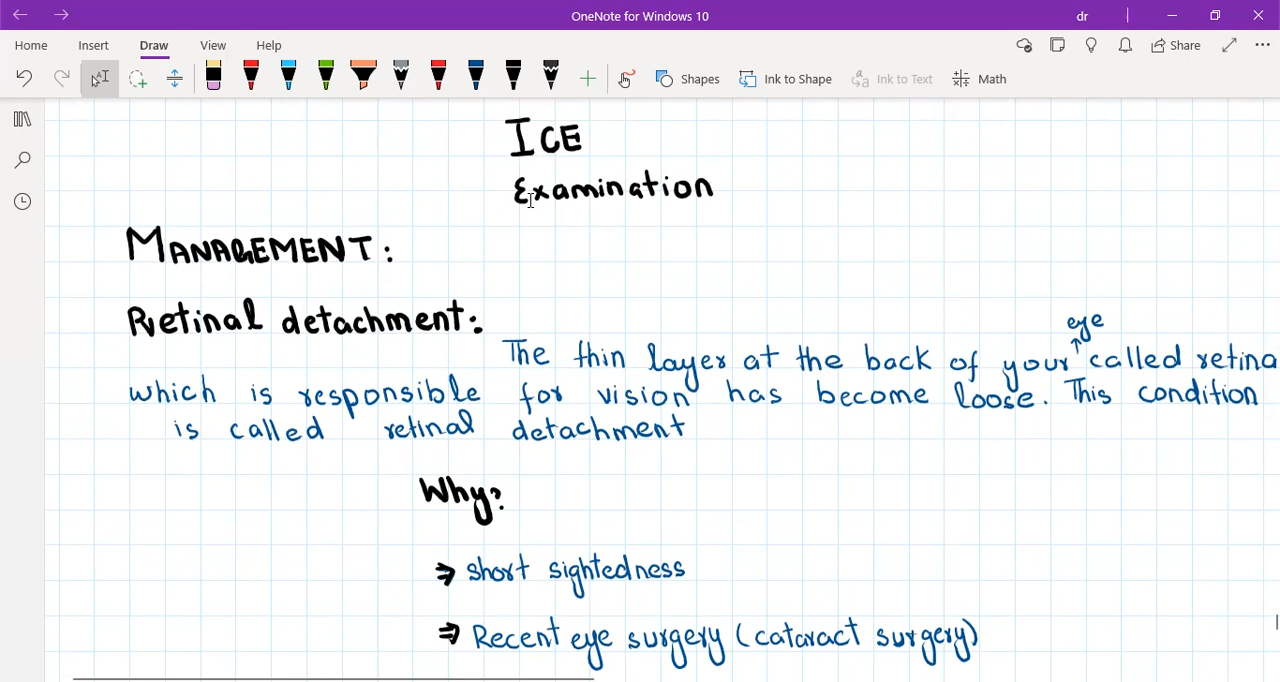 OneNote for Windows 10
dr
Home Insert Draw View Help
Share
Shapes Ink to Shape Ink to Text Math
ICE
Examination
MANAGEMENT:
Retinal detachment:
eye
The thin layer at the back of your called retina
which is responsible for vision has become loose. This condition
is called retinal detachment
Why?
⇒ short sightedness
⇒ Recent eye surgery (cataract surgery)